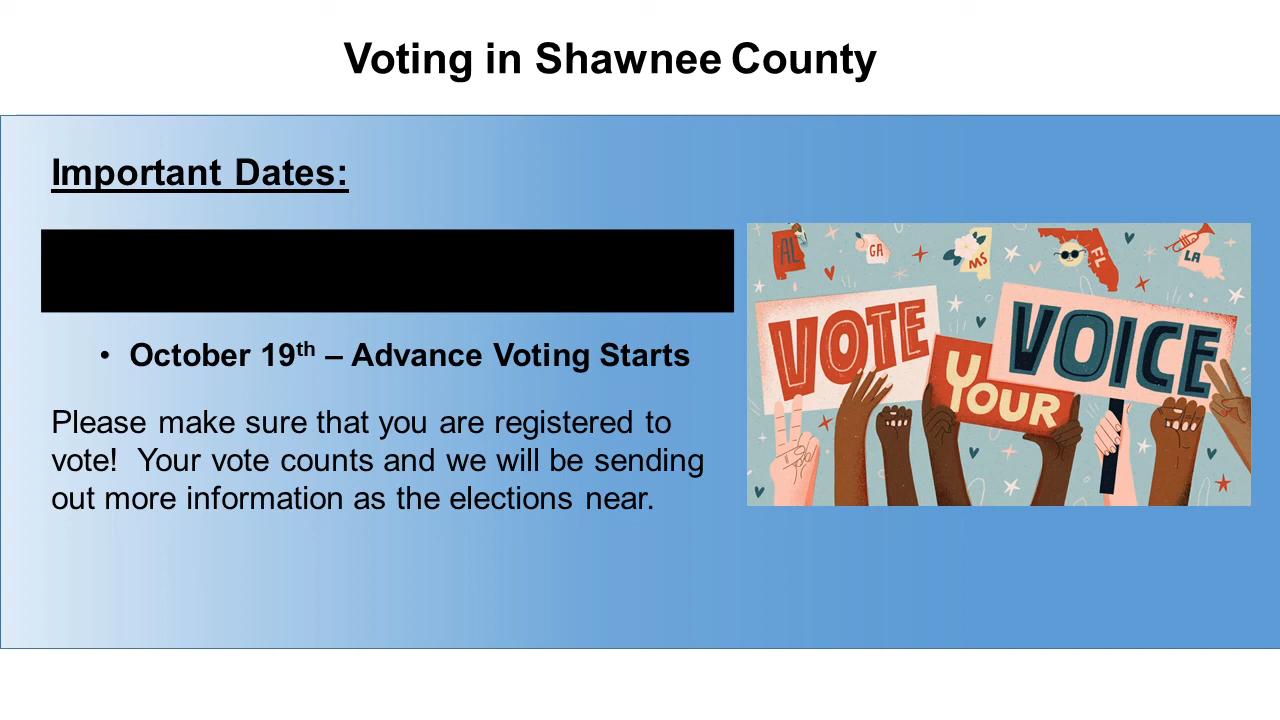 Voting in Shawnee County
Important Dates:
• October 19th – Advance Voting Starts
Please make sure that you are registered to
vote!  Your vote counts and we will be sending
out more information as the elections near.
AL
GA
MS
FL
LA
VOTE
YOUR
VOICE